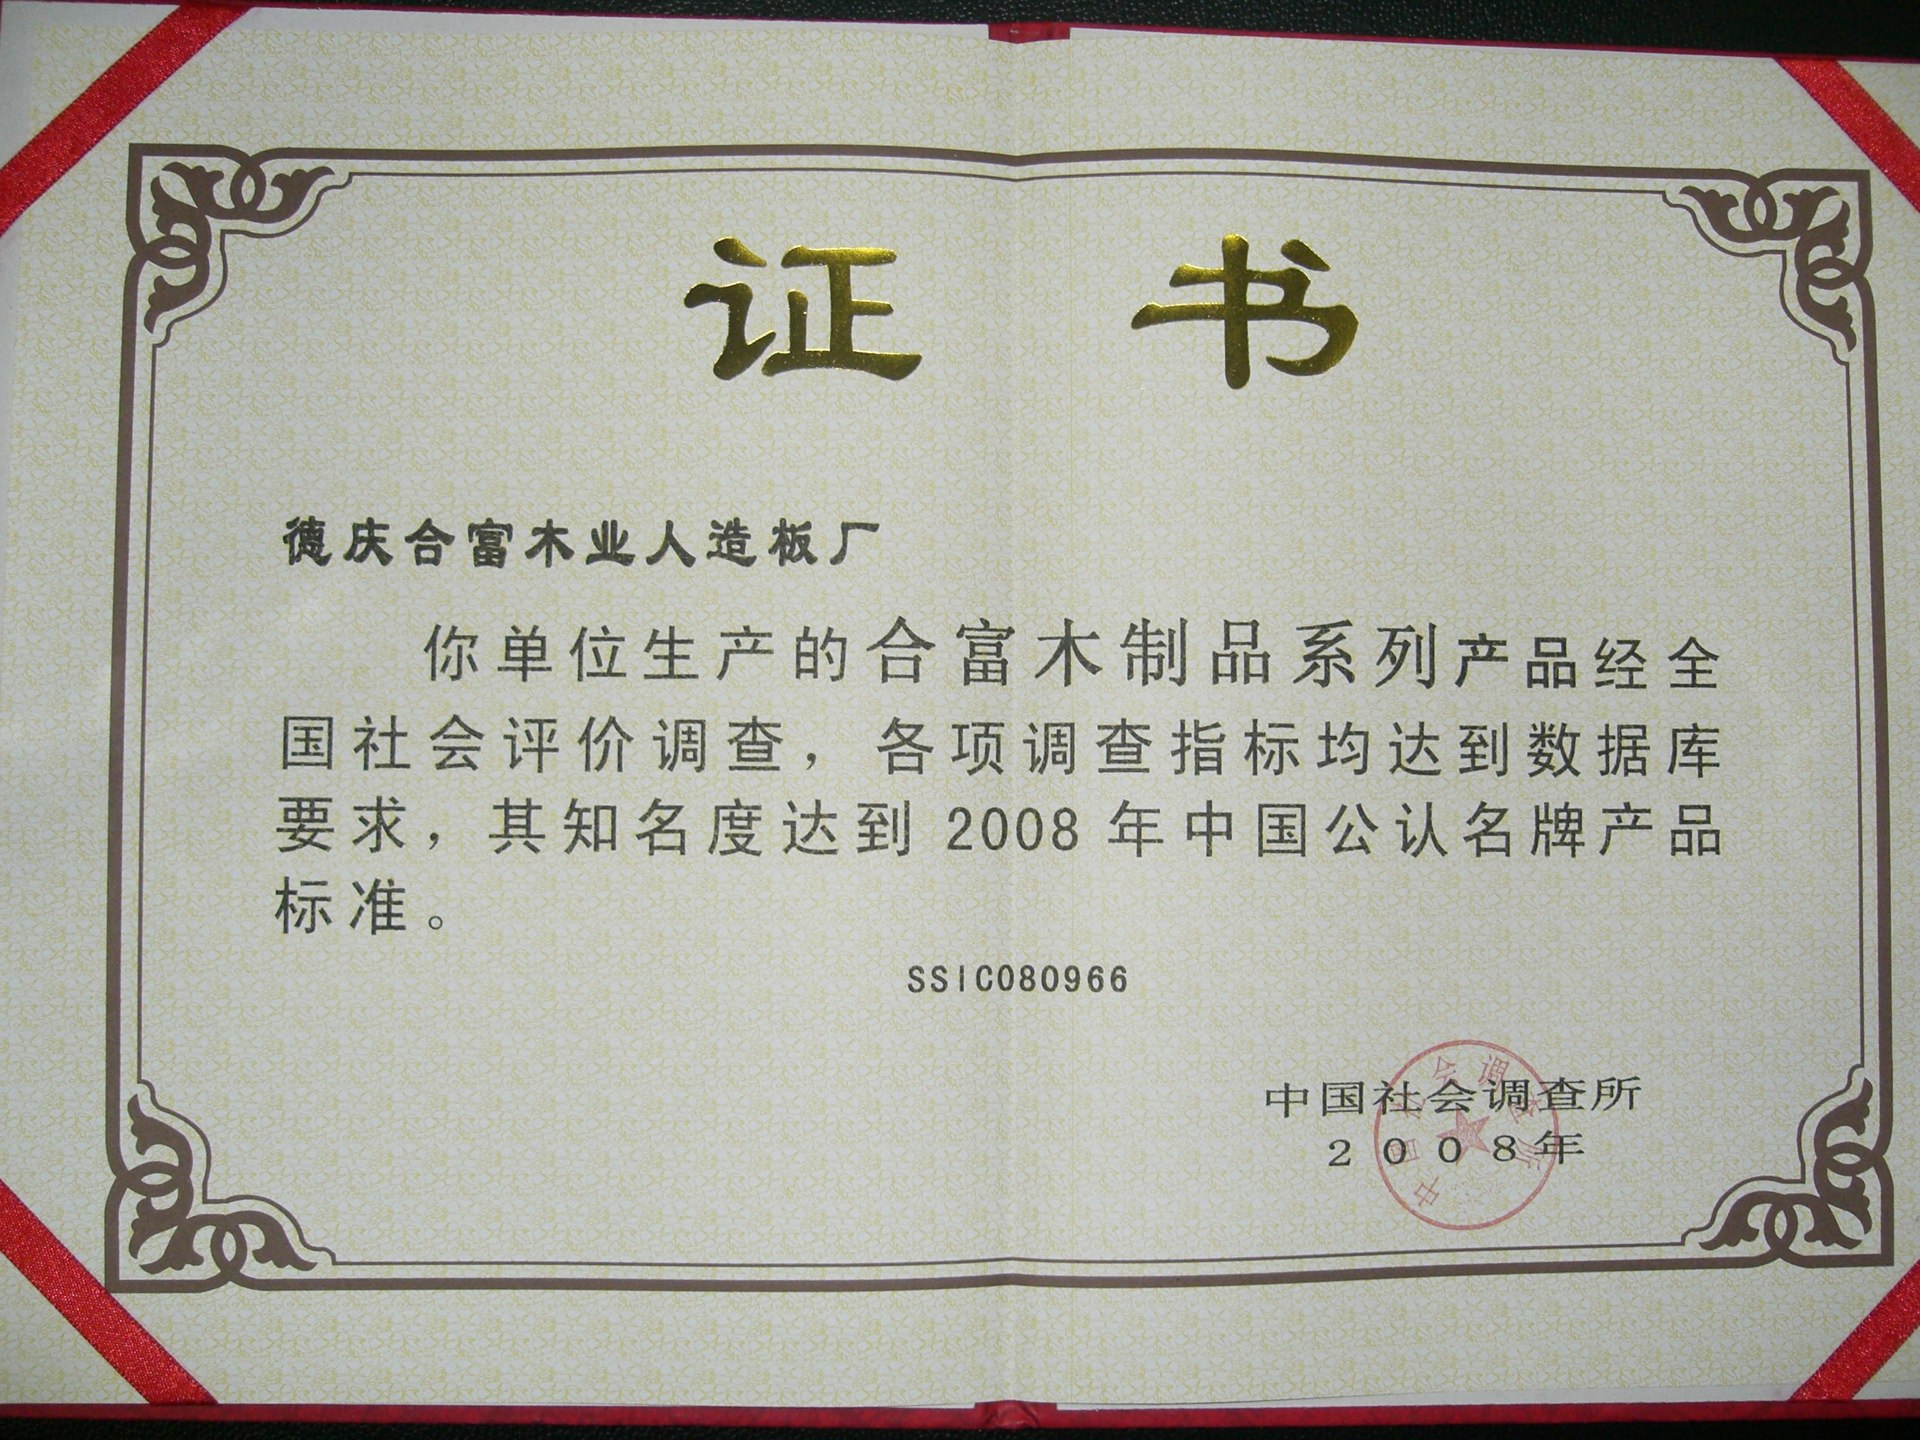 证书
德庆合富木业人造板厂
你单位生产的合富木制品系列产品经全
国社会评价调查，各项调查指标均达到数据库
要求，其知名度达到2008年中国公认名牌产品
标准。
SSIC080966
中国社会调查所
2008年